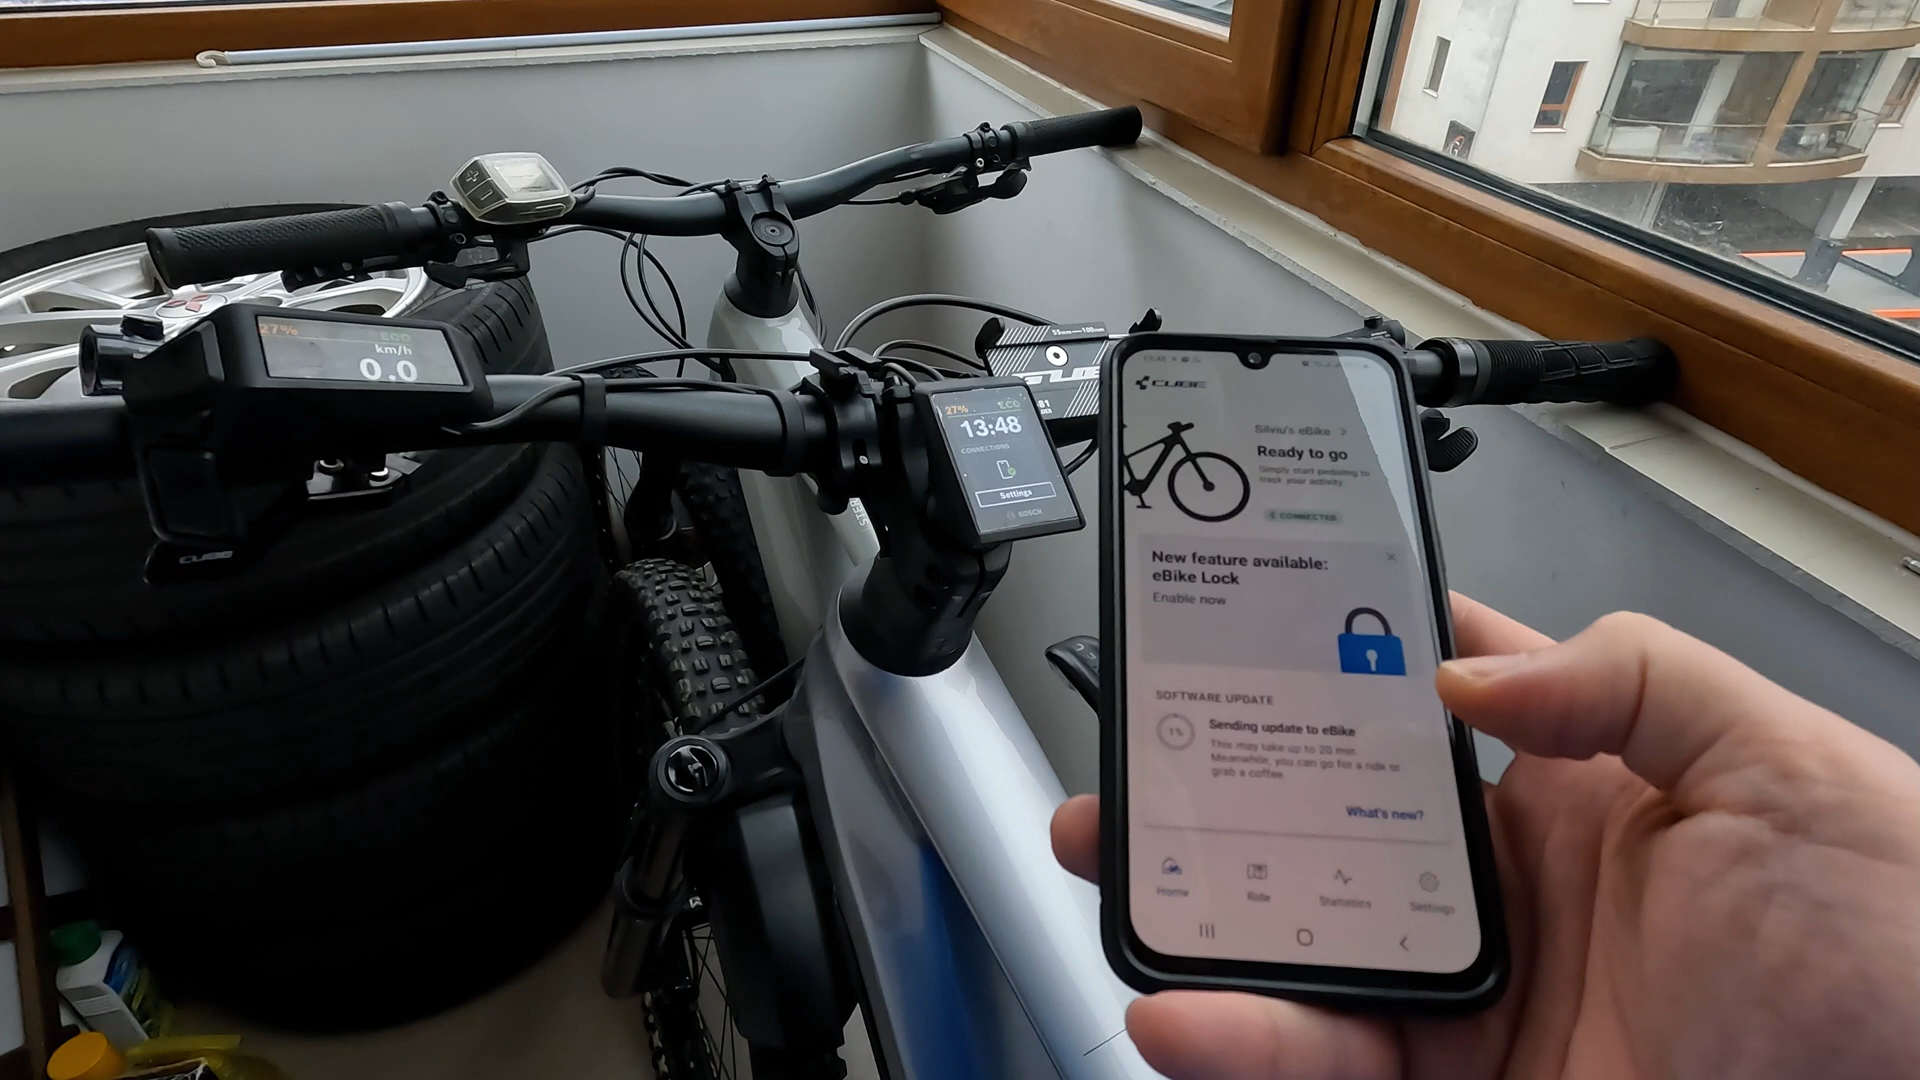 27%
ECO
km/h
0.0
CUBE
27%
ECO
13:48
CONNECTIONS
Settings
BOSCH
55mm
100mm
CUBE
Silviu's eBike
Ready to go
Simply start pedaling to
track your activity
CONNECTED
New feature available:
eBike Lock
Enable now
SOFTWARE UPDATE
1%
Sending update to eBike
This may take up to 20 min.
Meanwhile, you can go for a ride or
grab a coffee.
What's new?
Home
Ride
Statistics
Settings